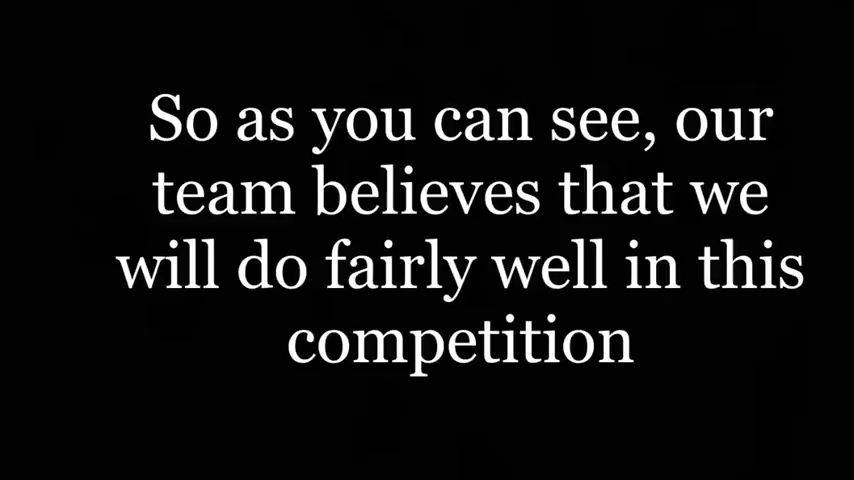 So as you can see, our
team believes that we
will do fairly well in this
competition